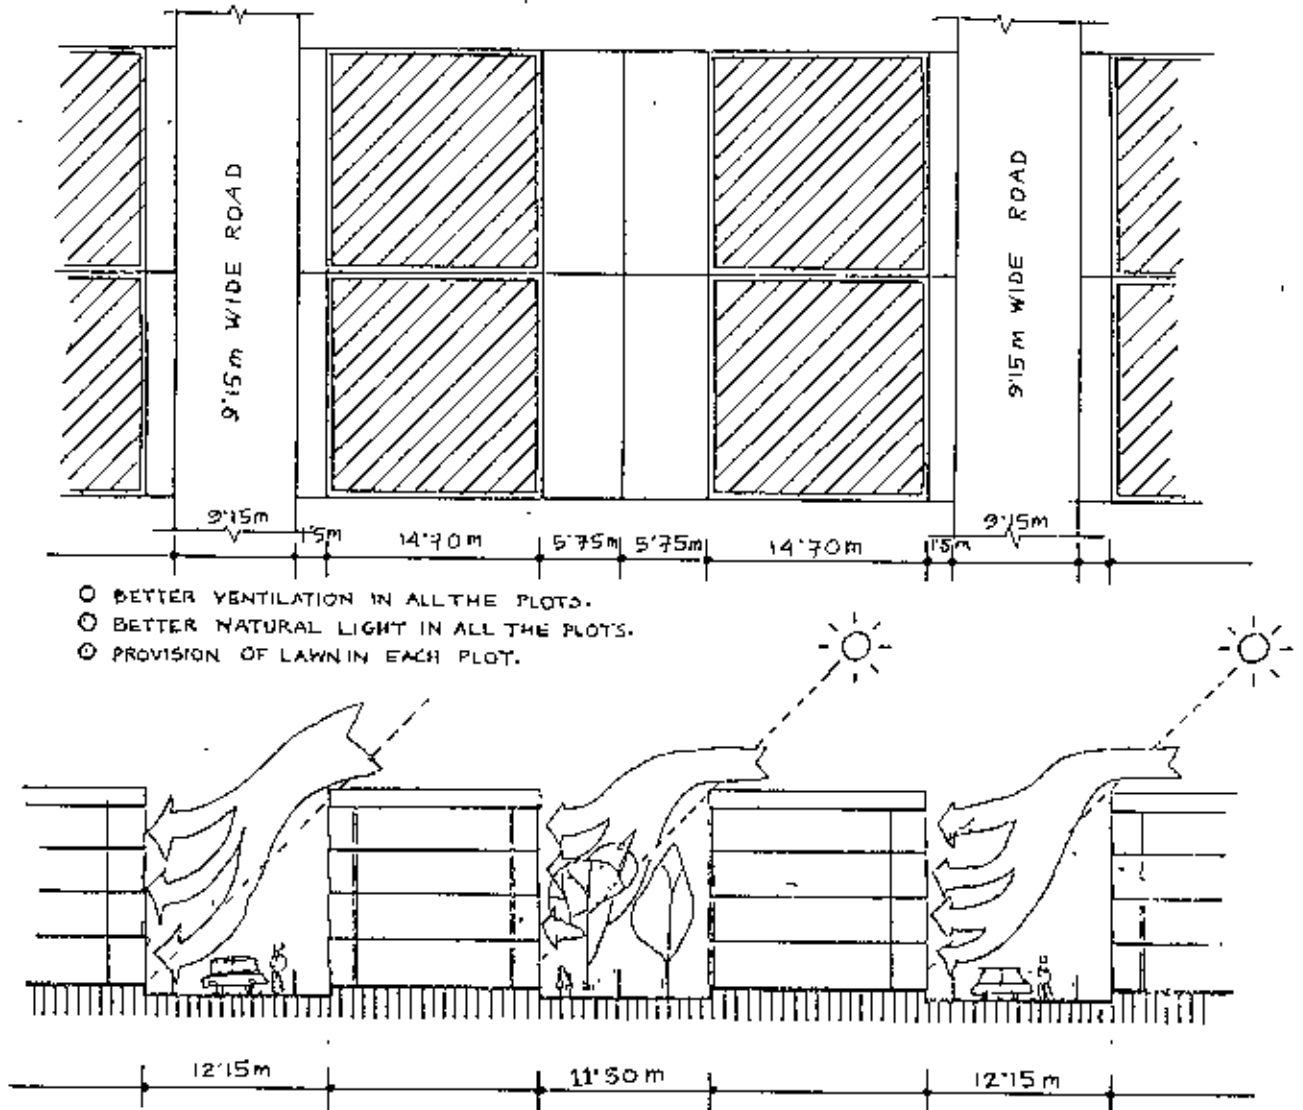 9'15m WIDE ROAD
9'15m WIDE ROAD
9'15m 1'5m 14'70m 5'75m 5'75m 14'70m 1'5m 9'15m
O BETTER VENTILATION IN ALL THE PLOTS.
O BETTER NATURAL LIGHT IN ALL THE PLOTS.
O PROVISION OF LAWN IN EACH PLOT.
12'15m 11'50m 12'15m